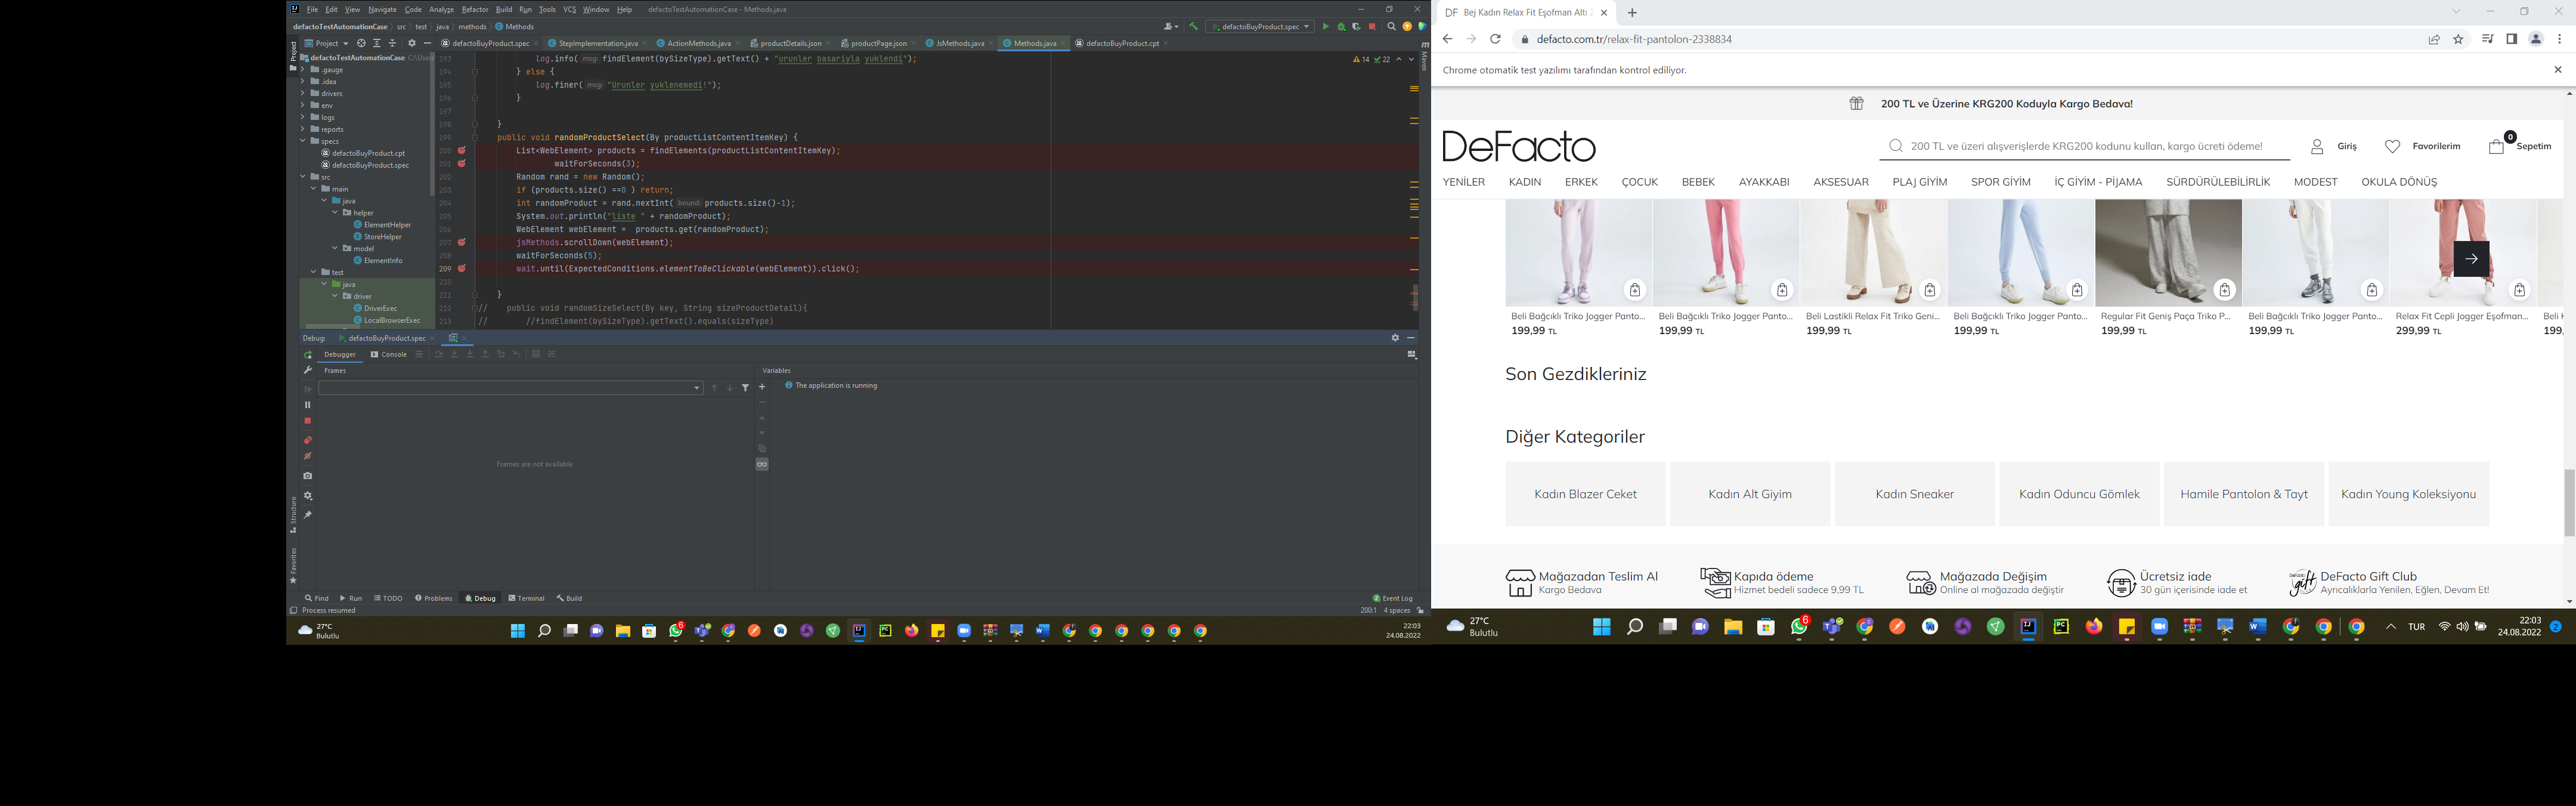 File Edit View Navigate Code Analyze Refactor Build Run Tools VCS Window Help defactoTestAutomationCase - Methods.java
defactoTestAutomationCase src test java methods Methods
defactoBuyProduct.spec
Project
defactoBuyProduct.spec StepImplementation.java ActionMethods.java productDetails.json productPage.json JsMethods.java Methods.java defactoBuyProduct.cpt
Project
Maven
defactoTestAutomationCase C:\Users
.gauge
.idea
drivers
env
logs
reports
specs
defactoBuyProduct.cpt
defactoBuyProduct.spec
src
main
java
helper
ElementHelper
StoreHelper
model
ElementInfo
test
java
driver
DriverExec
LocalBrowserExec
14 22
193 log.info( msg: findElement(bySizeType).getText() + "urunler basariyla yuklendi");
194 } else {
195 log.finer( msg: "Urunler yuklenemedi!");
196 }
197
198 }
199 public void randomProductSelect(By productListContentItemKey) {
200 List<WebElement> products = findElements(productListContentItemKey);
201 waitForSeconds(3);
202 Random rand = new Random();
203 if (products.size() ==0 ) return;
204 int randomProduct = rand.nextInt( bound: products.size()-1);
205 System.out.println("liste " + randomProduct);
206 WebElement webElement = products.get(randomProduct);
207 jsMethods.scrollDown(webElement);
208 waitForSeconds(5);
209 wait.until(ExpectedConditions.elementToBeClickable(webElement)).click();
210
211 }
212 // public void randomSizeSelect(By key, String sizeProductDetail){
213 // //findElement(bySizeType).getText().equals(sizeType)
Debug: defactoBuyProduct.spec
Debugger Console
Frames Variables
The application is running
Frames are not available
Structure
Favorites
Find Run TODO Problems Debug Terminal Build Event Log
Process resumed 200:1 4 spaces
27°C
Bulutlu
6
22:03
24.08.2022
DF Bej Kadın Relax Fit Eşofman Altı
defacto.com.tr/relax-fit-pantolon-2338834
Chrome otomatik test yazılımı tarafından kontrol ediliyor.
200 TL ve Üzerine KRG200 Koduyla Kargo Bedava!
DeFacto
200 TL ve üzeri alışverişlerde KRG200 kodunu kullan, kargo ücreti ödeme!
Giriş Favorilerim 0 Sepetim
YENİLER KADIN ERKEK ÇOCUK BEBEK AYAKKABI AKSESUAR PLAJ GİYİM SPOR GİYİM İÇ GİYİM - PİJAMA SÜRDÜRÜLEBİLİRLİK MODEST OKULA DÖNÜŞ
Beli Bağcıklı Triko Jogger Panto... Beli Bağcıklı Triko Jogger Panto... Beli Lastikli Relax Fit Triko Geni... Beli Bağcıklı Triko Jogger Panto... Regular Fit Geniş Paça Triko P... Beli Bağcıklı Triko Jogger Panto... Relax Fit Cepli Jogger Eşofman... Beli
199,99 TL 199,99 TL 199,99 TL 199,99 TL 199,99 TL 199,99 TL 299,99 TL 199,
Son Gezdikleriniz
Diğer Kategoriler
Kadın Blazer Ceket Kadın Alt Giyim Kadın Sneaker Kadın Oduncu Gömlek Hamile Pantolon & Tayt Kadın Young Koleksiyonu
Mağazadan Teslim Al Kapıda ödeme Mağazada Değişim Ücretsiz iade DeFacto Gift Club
Kargo Bedava Hizmet bedeli sadece 9,99 TL Online al mağazada değiştir 30 gün içerisinde iade et Ayrıcalıklarla Yenilen, Eğlen, Devam Et!
27°C
Bulutlu
6
TUR
22:03
24.08.2022
2